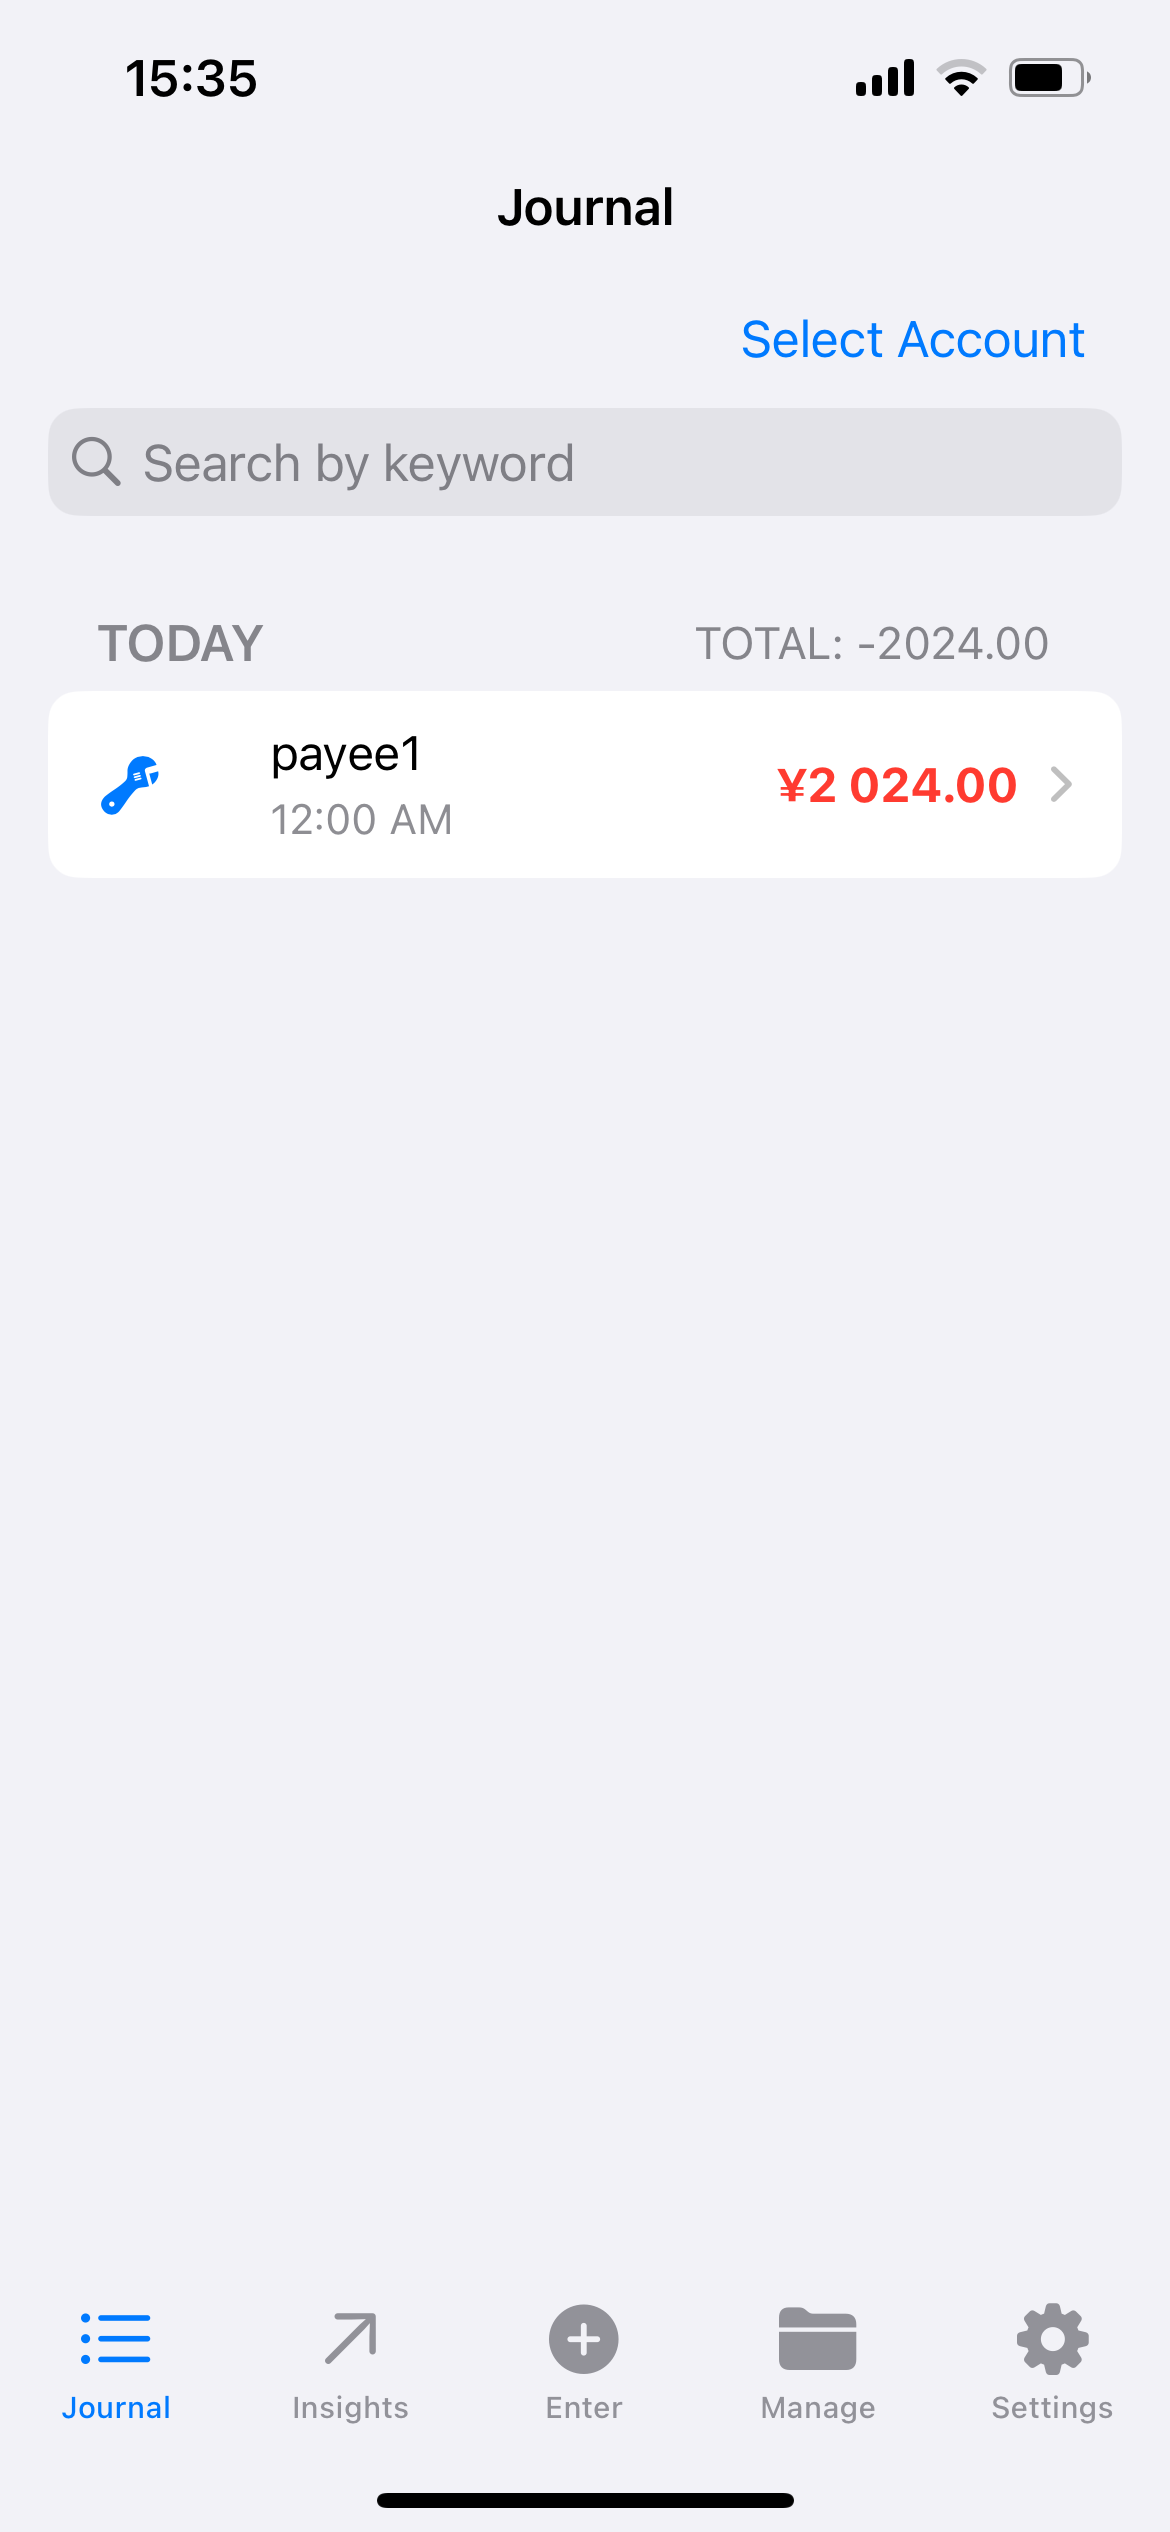 15:35
Journal
Select Account
Search by keyword
TODAY
TOTAL: -2024.00
payee1
12:00 AM
¥2 024.00
Journal
Insights
Enter
Manage
Settings